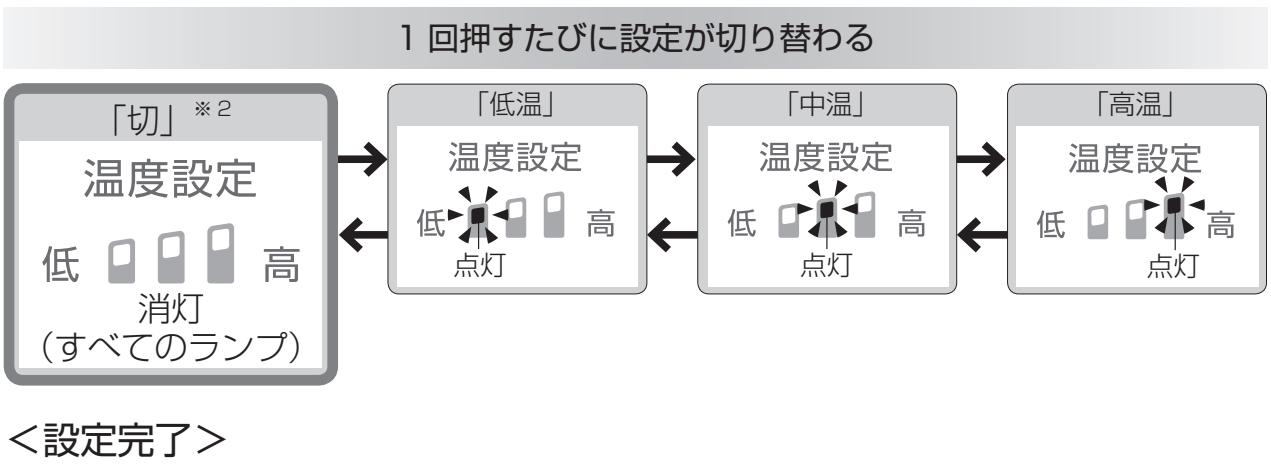 1 回押すたびに設定が切り替わる
「切」※2
温度設定
低 高
消灯
（すべてのランプ）
「低温」
温度設定
低 高
点灯
「中温」
温度設定
低 高
点灯
「高温」
温度設定
低 高
点灯
＜設定完了＞